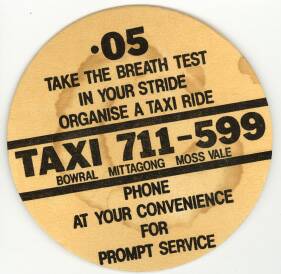 ·05
TAKE THE BREATH TEST
IN YOUR STRIDE
ORGANISE A TAXI RIDE
TAXI 711-599
BOWRAL MITTAGONG MOSS VALE
PHONE
AT YOUR CONVENIENCE
FOR
PROMPT SERVICE